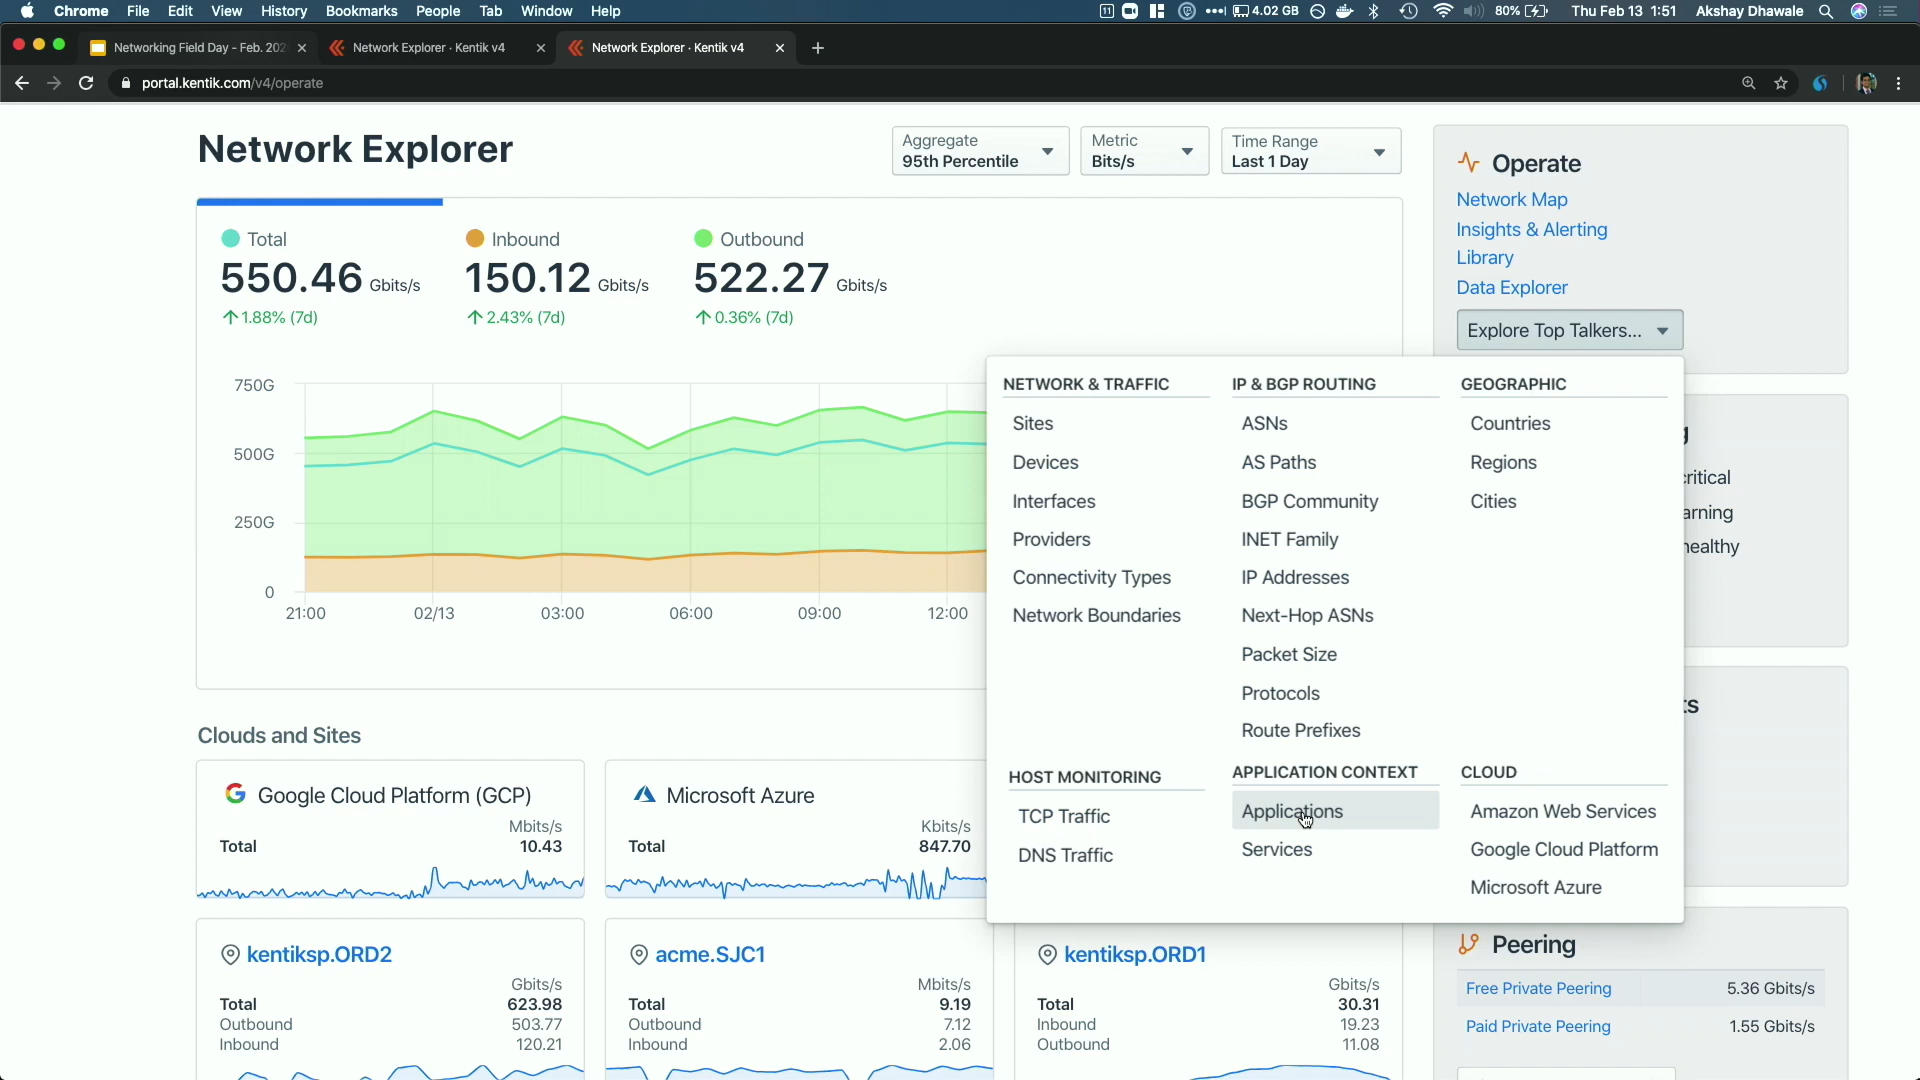 Chrome File Edit View History Bookmarks People Tab Window Help
11 4.02 GB 80% Thu Feb 13 1:51 Akshay Dhawale
Networking Field Day - Feb. 202
Network Explorer · Kentik v4
Network Explorer · Kentik v4
portal.kentik.com/v4/operate
Network Explorer
Aggregate
95th Percentile
Metric
Bits/s
Time Range
Last 1 Day
Total
550.46 Gbits/s
1.88% (7d)
Inbound
150.12 Gbits/s
2.43% (7d)
Outbound
522.27 Gbits/s
0.36% (7d)
750G
500G
250G
0
21:00 02/13 03:00 06:00 09:00 12:00
Operate
Network Map
Insights & Alerting
Library
Data Explorer
Explore Top Talkers...
NETWORK & TRAFFIC
Sites
Devices
Interfaces
Providers
Connectivity Types
Network Boundaries
IP & BGP ROUTING
ASNs
AS Paths
BGP Community
INET Family
IP Addresses
Next-Hop ASNs
Packet Size
Protocols
Route Prefixes
GEOGRAPHIC
Countries
Regions
Cities
HOST MONITORING
TCP Traffic
DNS Traffic
APPLICATION CONTEXT
Applications
Services
CLOUD
Amazon Web Services
Google Cloud Platform
Microsoft Azure
ritical
arning
healthy
ts
Clouds and Sites
Google Cloud Platform (GCP)
Mbits/s
Total 10.43
Microsoft Azure
Kbits/s
Total 847.70
kentiksp.ORD2
Gbits/s
Total 623.98
Outbound 503.77
Inbound 120.21
acme.SJC1
Mbits/s
Total 9.19
Outbound 7.12
Inbound 2.06
kentiksp.ORD1
Gbits/s
Total 30.31
Inbound 19.23
Outbound 11.08
Peering
Free Private Peering 5.36 Gbits/s
Paid Private Peering 1.55 Gbits/s